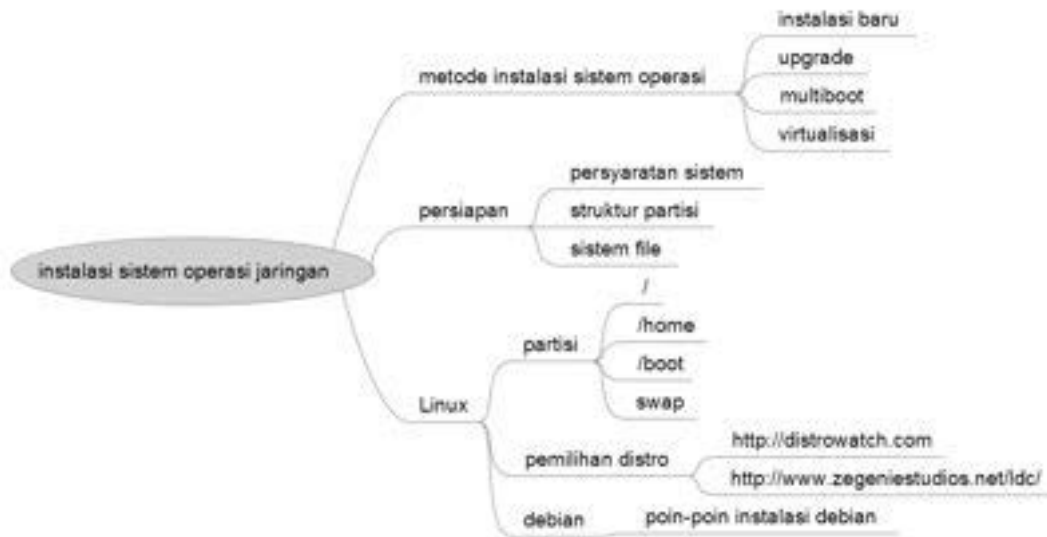 instalasi sistem operasi jaringan
metode instalasi sistem operasi
instalasi baru
upgrade
multiboot
virtualisasi
persiapan
persyaratan sistem
struktur partisi
sistem file
Linux
partisi
/
/home
/boot
swap
pemilihan distro
http://distrowatch.com
http://www.zegeniestudios.net/ldc/
debian
poin-poin instalasi debian